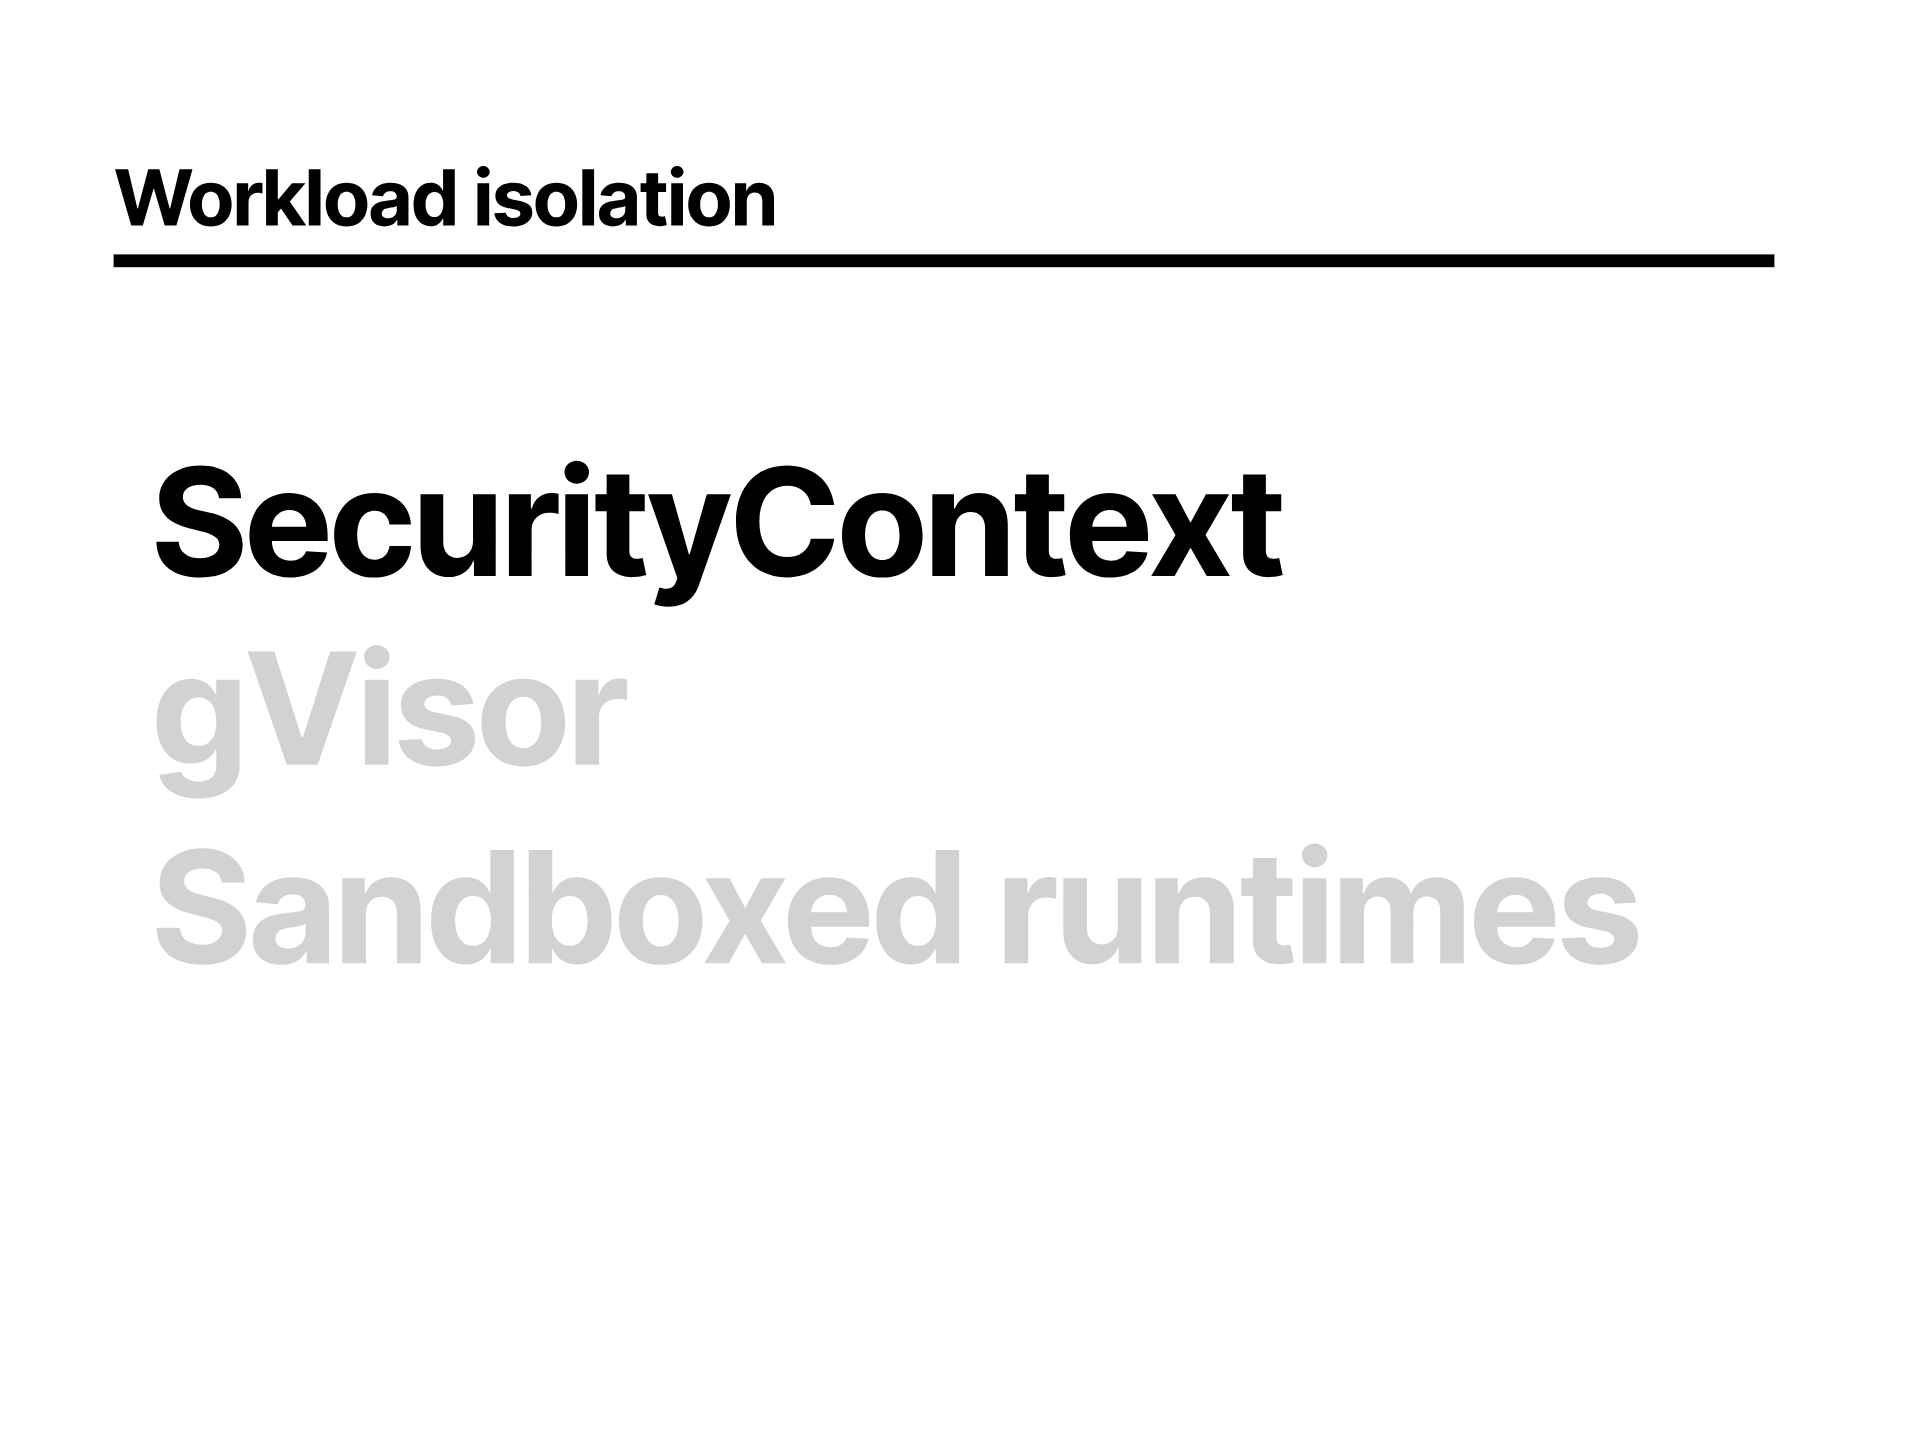 Workload isolation
SecurityContext
gVisor
Sandboxed runtimes